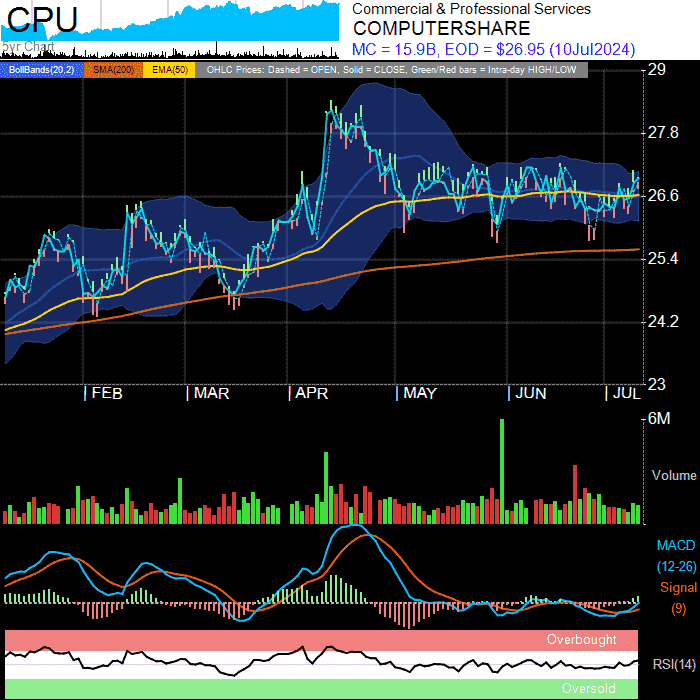 CPU
5yr Chart
Commercial & Professional Services
COMPUTERSHARE
MC = 15.9B, EOD = $26.95 (10Jul2024)
BollBands(20,2) SMA(200) EMA(50) OHLC Prices: Dashed = OPEN, Solid = CLOSE, Green/Red bars = Intra-day HIGH/LOW
29
27.8
26.6
25.4
24.2
23
FEB MAR APR MAY JUN JUL
6M
Volume
MACD
(12-26)
Signal
(9)
Overbought
RSI(14)
Oversold